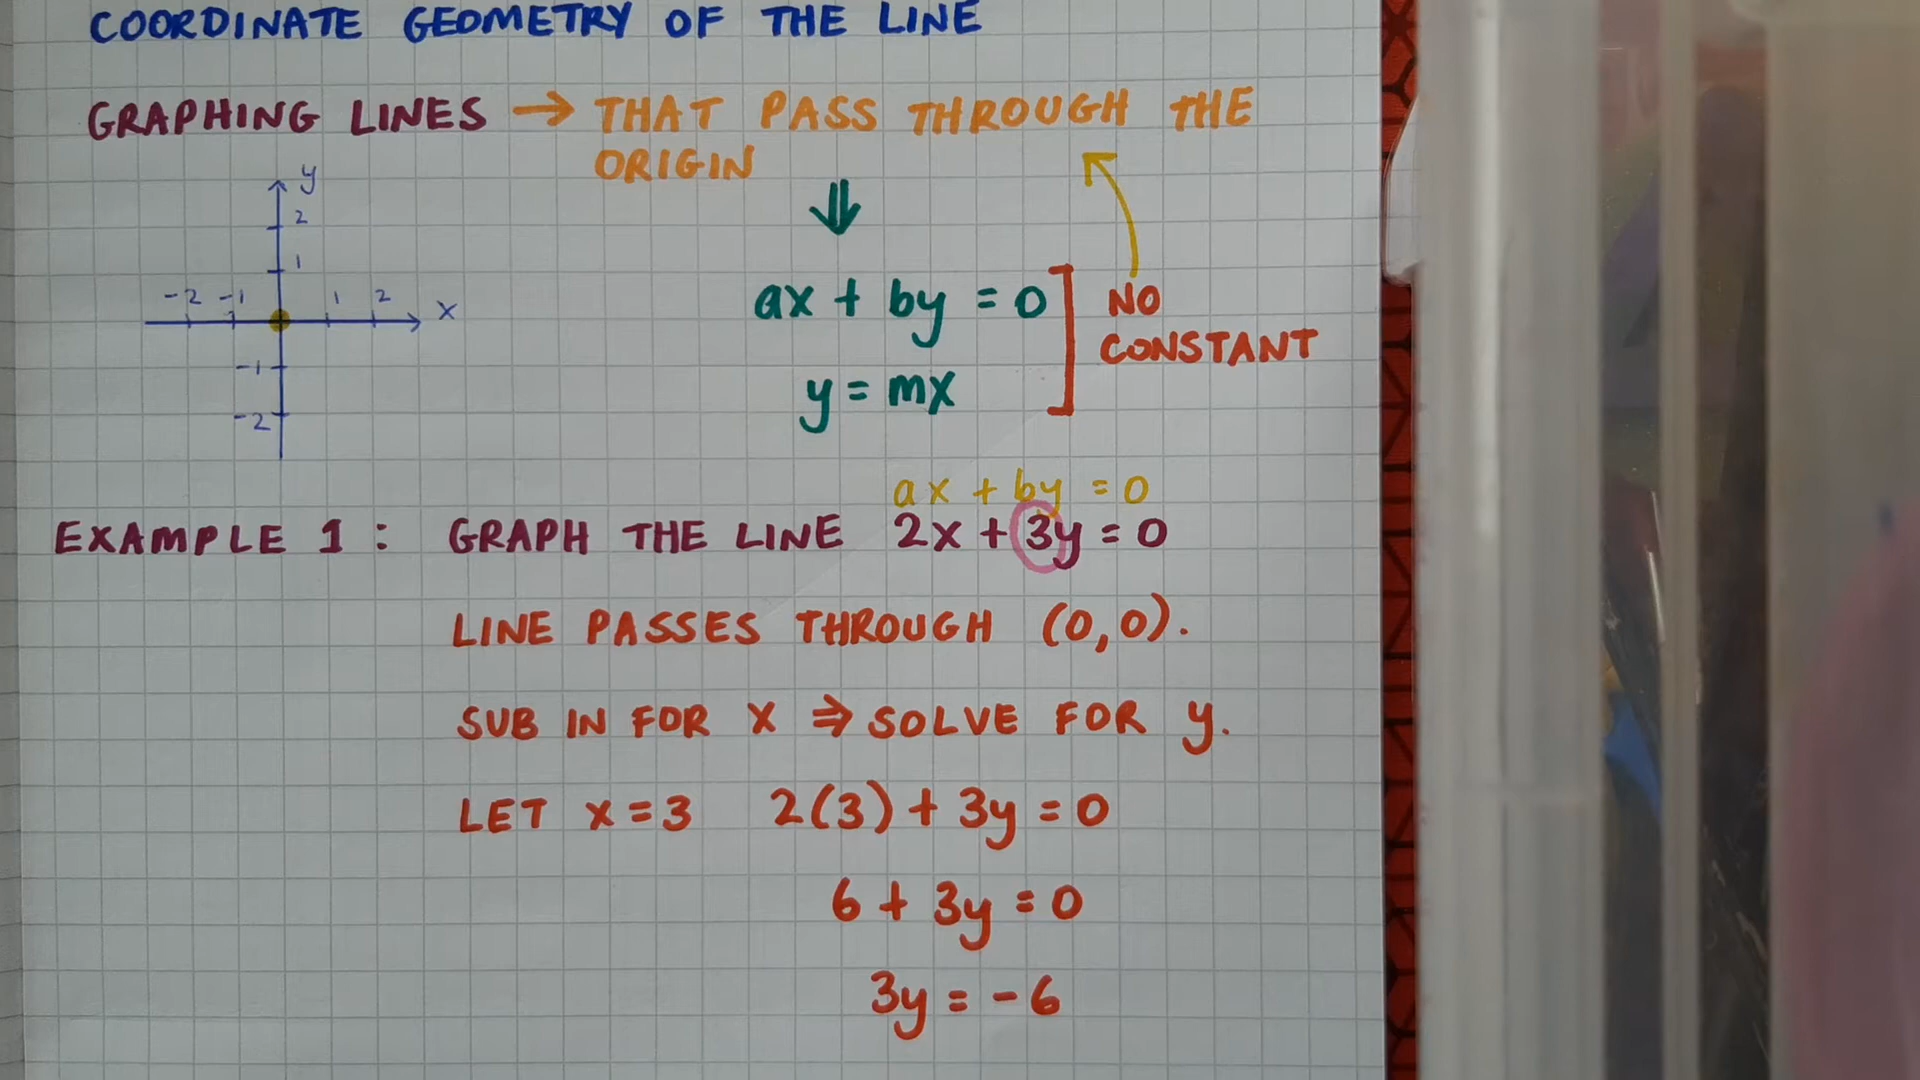 COORDINATE GEOMETRY OF THE LINE
GRAPHING LINES → THAT PASS THROUGH THE
ORIGIN
y
2
1
-2 -1 1 2 x
-1
-2
⇓
ax + by = 0
y = mx
NO
CONSTANT
ax + by = 0
EXAMPLE 1 : GRAPH THE LINE 2x + 3y = 0
LINE PASSES THROUGH (0,0).
SUB IN FOR X ⇒ SOLVE FOR y.
LET x = 3 2(3) + 3y = 0
6 + 3y = 0
3y = -6